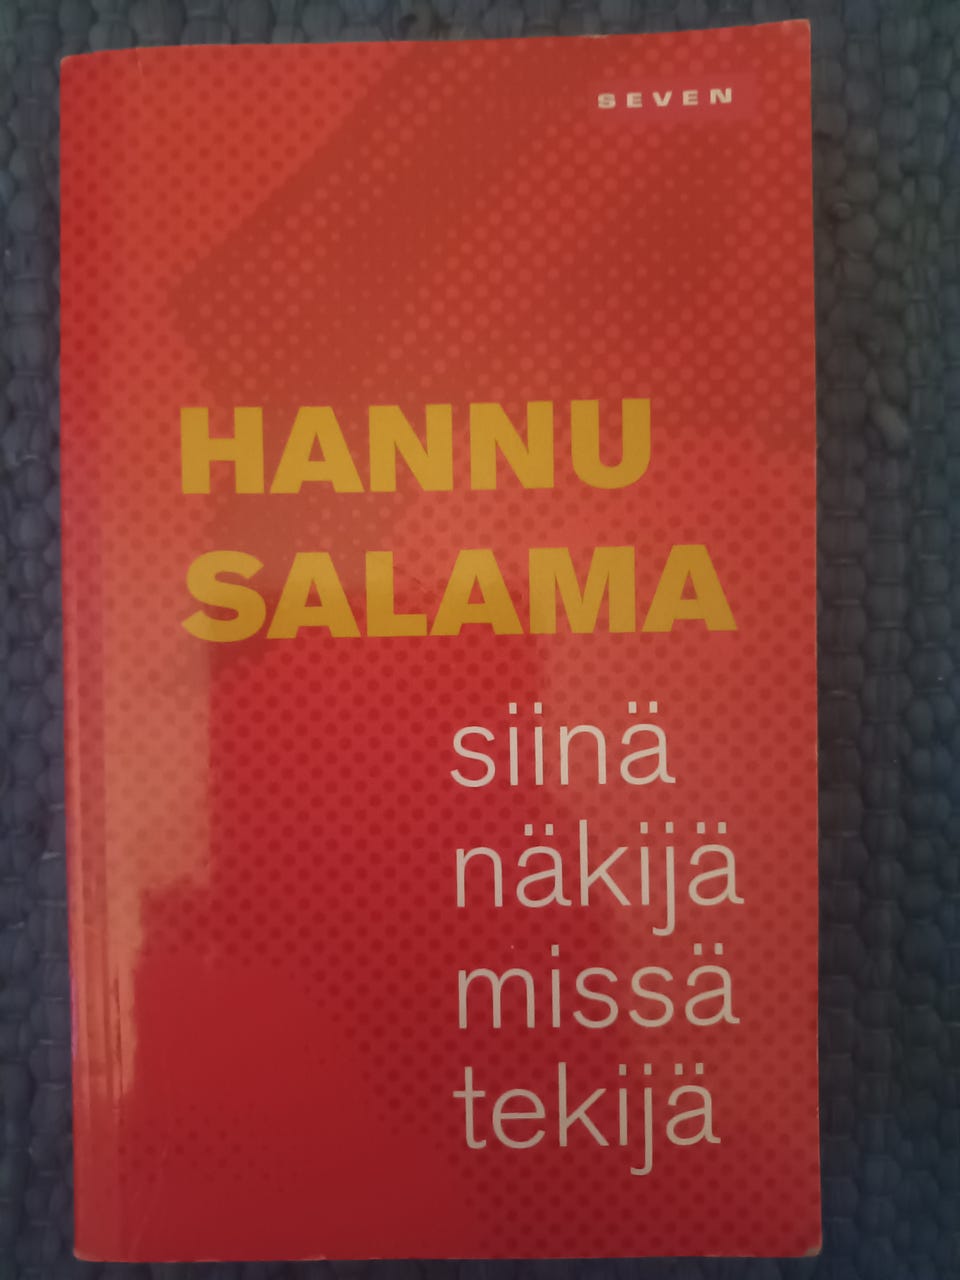 SEVEN
HANNU
SALAMA
siinä
näkijä
missä
tekijä